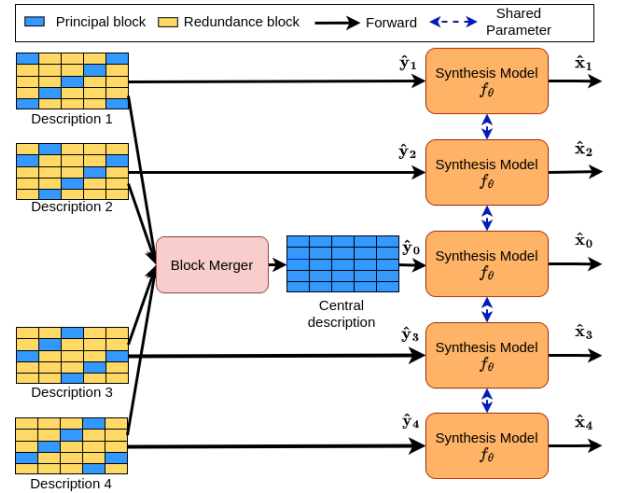 Principal block
Redundance block
Forward
Shared
Parameter
Description 1
ŷ₁
Synthesis Model
f_θ
x̂₁
Description 2
ŷ₂
Synthesis Model
f_θ
x̂₂
Block Merger
Central
description
ŷ₀
Synthesis Model
f_θ
x̂₀
Description 3
ŷ₃
Synthesis Model
f_θ
x̂₃
Description 4
ŷ₄
Synthesis Model
f_θ
x̂₄